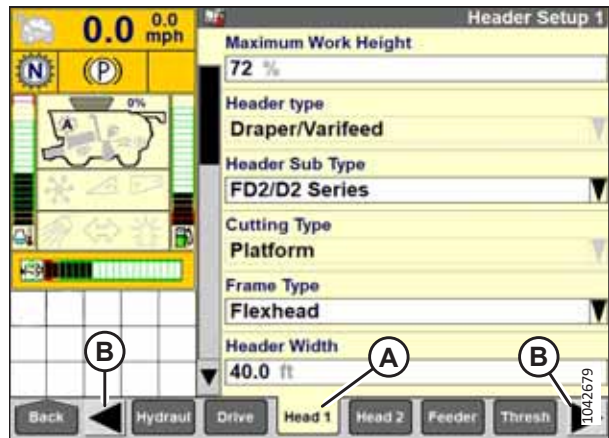 0.0 0.0 mph
Header Setup 1
N (P)
0%
A
Maximum Work Height
72 %
Header type
Draper/Varifeed
Header Sub Type
FD2/D2 Series
Cutting Type
Platform
Frame Type
Flexhead
Header Width
40.0 ft
B A B
Back Hydraul Drive Head 1 Head 2 Feeder Thresh
1042679